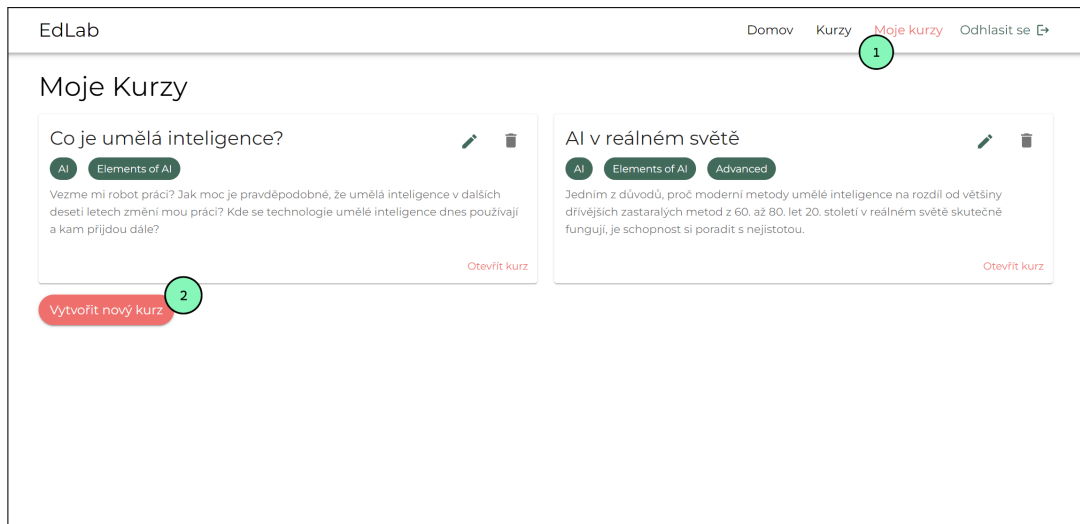 EdLab
Domov Kurzy Moje kurzy Odhlasit se
1
Moje Kurzy
Co je umělá inteligence?
AI Elements of AI
Vezme mi robot práci? Jak moc je pravděpodobné, že umělá inteligence v dalších
deseti letech změní mou práci? Kde se technologie umělé inteligence dnes používají
a kam přijdou dále?
Otevřít kurz
AI v reálném světě
AI Elements of AI Advanced
Jedním z důvodů, proč moderní metody umělé inteligence na rozdíl od většiny
dřívějších zastaralých metod z 60. až 80. let 20. století v reálném světě skutečně
fungují, je schopnost si poradit s nejistotou.
Otevřít kurz
2
Vytvořit nový kurz